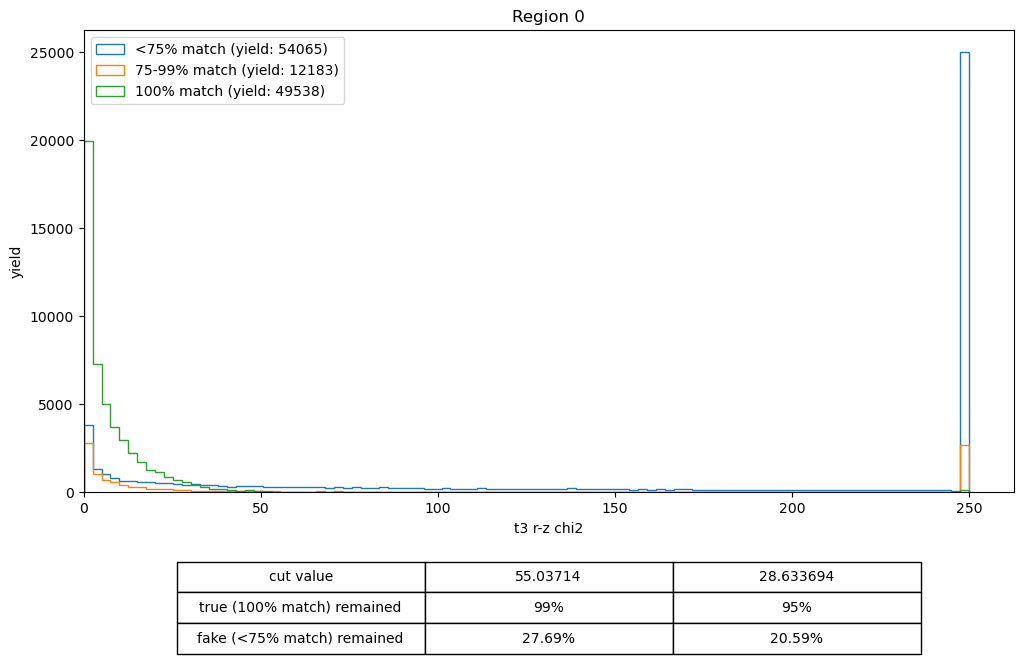 Region 0
<75% match (yield: 54065)
75-99% match (yield: 12183)
100% match (yield: 49538)
yield
25000
20000
15000
10000
5000
0
0 50 100 150 200 250
t3 r-z chi2
cut value 55.03714 28.633694
true (100% match) remained 99% 95%
fake (<75% match) remained 27.69% 20.59%